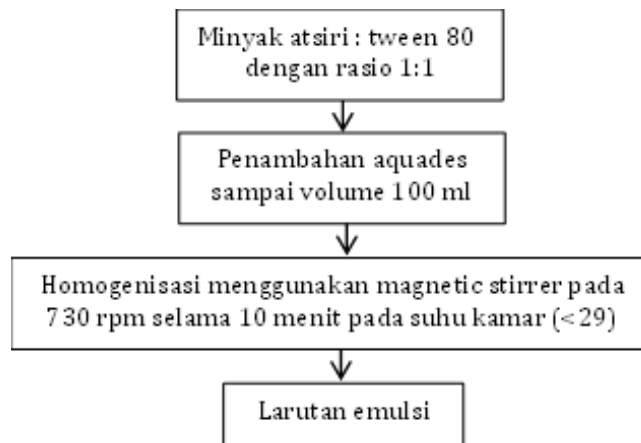 Minyak atsiri : tween 80
dengan rasio 1:1
Penambahan aquades
sampai volume 100 ml
Homogenisasi menggunakan magnetic stirrer pada
730 rpm selama 10 menit pada suhu kamar (<29)
Larutan emulsi